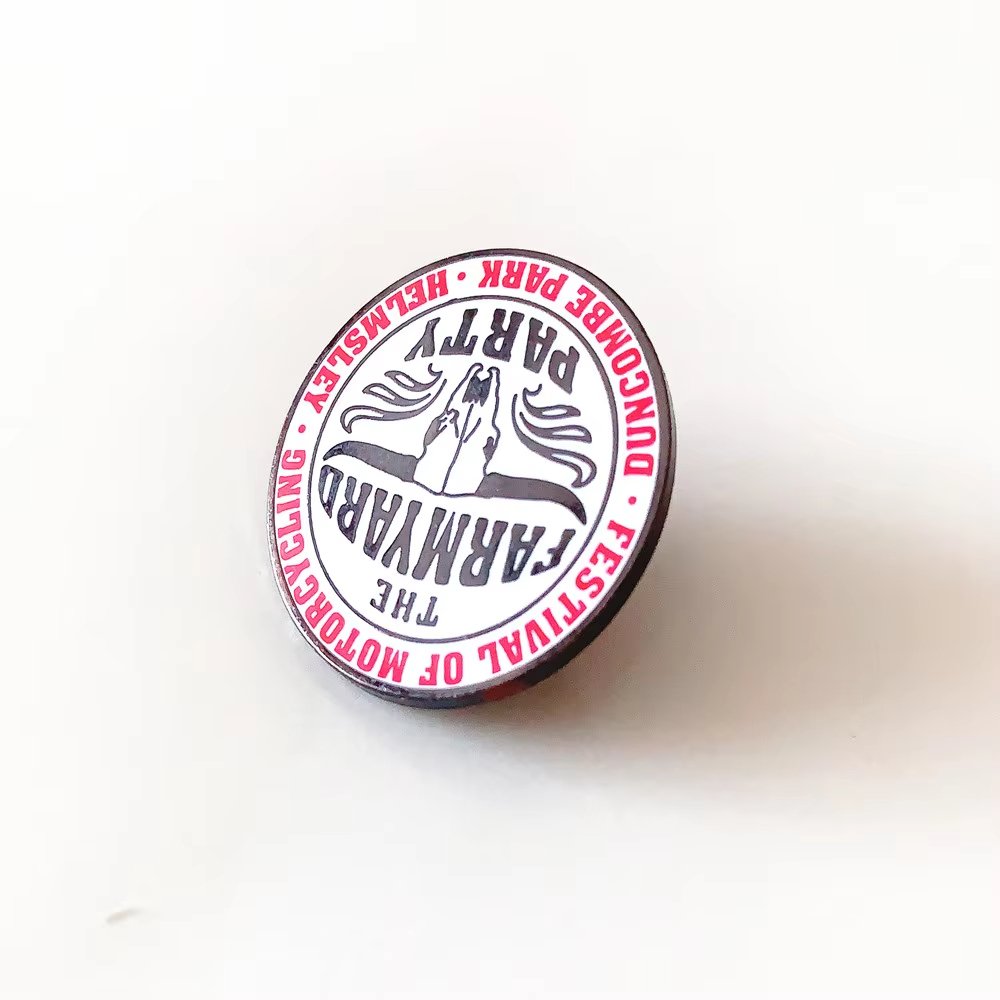 THE
FARMYARD
PARTY
FESTIVAL OF MOTORCYCLING · HELMSLEY · PARK DUNCOMBE ·